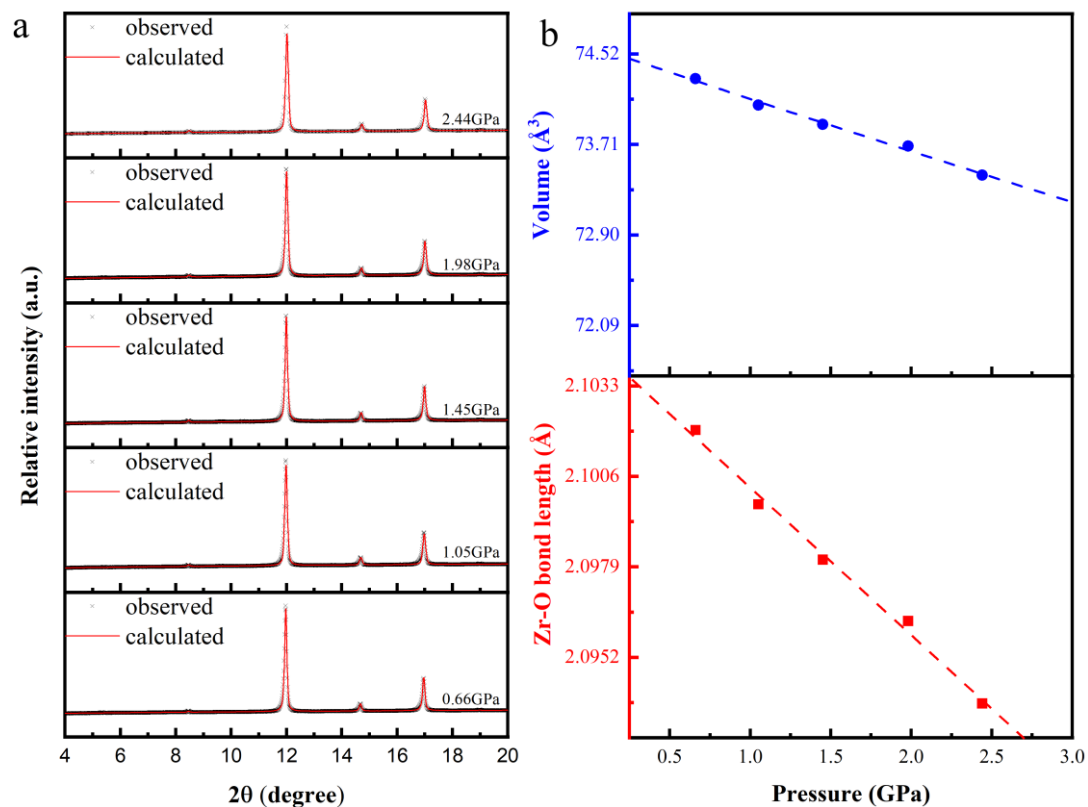 a
observed
calculated
2.44GPa
observed
calculated
1.98GPa
observed
calculated
1.45GPa
observed
calculated
1.05GPa
observed
calculated
0.66GPa
4 6 8 10 12 14 16 18 20
2θ (degree)
Relative intensity (a.u.)
b
74.52
73.71
72.90
72.09
Volume (Å³)
2.1033
2.1006
2.0979
2.0952
Zr-O bond length (Å)
0.5 1.0 1.5 2.0 2.5 3.0
Pressure (GPa)